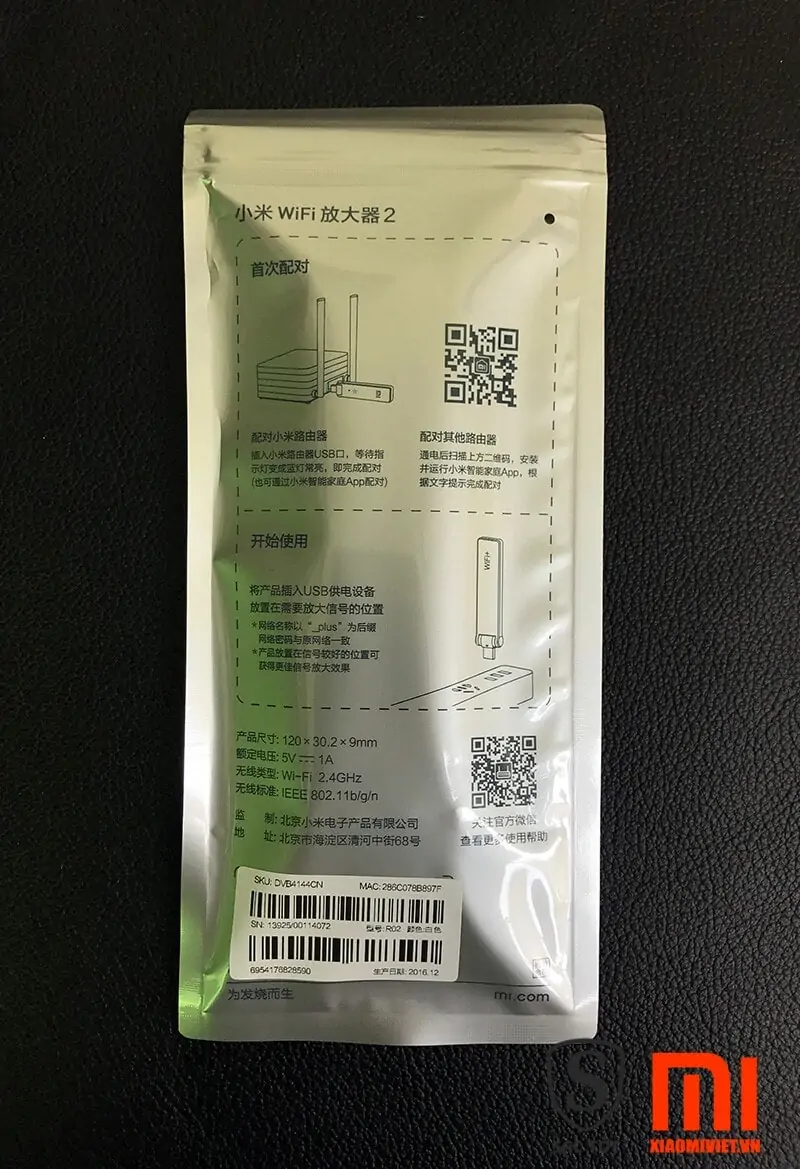 小米 WiFi 放大器 2
首次配对
配对小米路由器
插入小米路由器USB口，等待指
示灯变成蓝灯常亮，即完成配对
(也可通过小米智能家庭App配对)
配对其他路由器
通电后扫描上方二维码，安装
并运行小米智能家庭App，根
据文字提示完成配对
开始使用
将产品插入USB供电设备
放置在需要放大信号的位置
*网络名称以“_plus”为后缀
网络密码与原网络一致
*产品放置在信号较好的位置可
获得更佳信号放大效果
WiFi+
产品尺寸: 120×30.2×9mm
额定电压: 5V⎓1A
无线类型: Wi-Fi 2.4GHz
无线标准: IEEE 802.11b/g/n
监 制: 北京小米电子产品有限公司
地 址: 北京市海淀区清河中街68号
关注官方微信
查看更多使用帮助
SKU: DVB4144CN MAC: 286C078B897F
SN: 13925/00114072 型号: R02 颜色:白色
6954176828590 生产日期: 2016.12
为发烧而生 mi.com
S
MI
XIAOMIVIET.VN